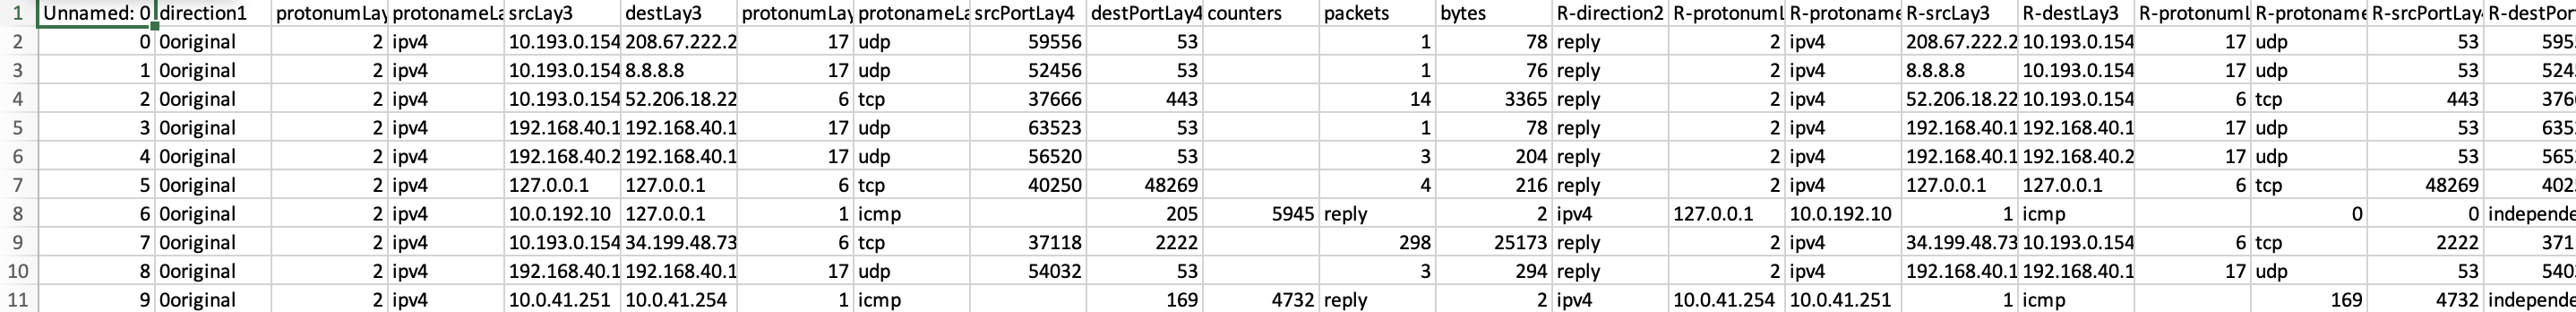 1 Unnamed: 0 direction1 protonumLay protonameLa srcLay3 destLay3 protonumLay protonameLa srcPortLay4 destPortLay4 counters packets bytes R-direction2 R-protonumL R-protoname R-srcLay3 R-destLay3 R-protonumL R-protoname R-srcPortLay R-destPor
2 0 0original 2 ipv4 10.193.0.154 208.67.222.2 17 udp 59556 53 1 78 reply 2 ipv4 208.67.222.2 10.193.0.154 17 udp 53 595
3 1 0original 2 ipv4 10.193.0.154 8.8.8.8 17 udp 52456 53 1 76 reply 2 ipv4 8.8.8.8 10.193.0.154 17 udp 53 524
4 2 0original 2 ipv4 10.193.0.154 52.206.18.22 6 tcp 37666 443 14 3365 reply 2 ipv4 52.206.18.22 10.193.0.154 6 tcp 443 376
5 3 0original 2 ipv4 192.168.40.1 192.168.40.1 17 udp 63523 53 1 78 reply 2 ipv4 192.168.40.1 192.168.40.1 17 udp 53 635
6 4 0original 2 ipv4 192.168.40.2 192.168.40.1 17 udp 56520 53 3 204 reply 2 ipv4 192.168.40.1 192.168.40.2 17 udp 53 565
7 5 0original 2 ipv4 127.0.0.1 127.0.0.1 6 tcp 40250 48269 4 216 reply 2 ipv4 127.0.0.1 127.0.0.1 6 tcp 48269 402
8 6 0original 2 ipv4 10.0.192.10 127.0.0.1 1 icmp 205 5945 reply 2 ipv4 127.0.0.1 10.0.192.10 1 icmp 0 0 independe
9 7 0original 2 ipv4 10.193.0.154 34.199.48.73 6 tcp 37118 2222 298 25173 reply 2 ipv4 34.199.48.73 10.193.0.154 6 tcp 2222 371
10 8 0original 2 ipv4 192.168.40.1 192.168.40.1 17 udp 54032 53 3 294 reply 2 ipv4 192.168.40.1 192.168.40.1 17 udp 53 540
11 9 0original 2 ipv4 10.0.41.251 10.0.41.254 1 icmp 169 4732 reply 2 ipv4 10.0.41.254 10.0.41.251 1 icmp 169 4732 independe